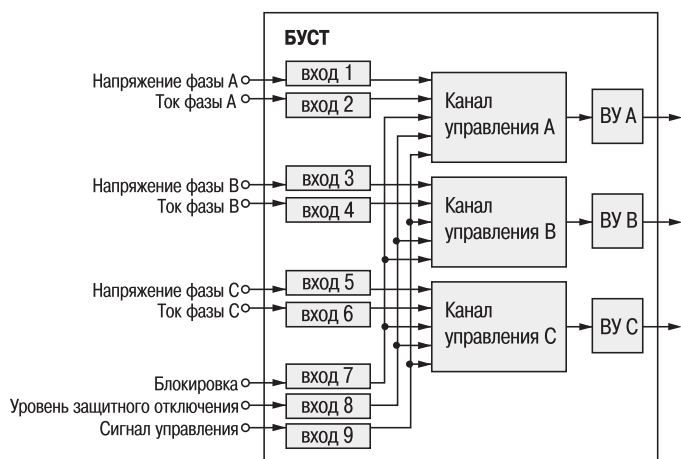 БУСТ
Напряжение фазы А
вход 1
Ток фазы А
вход 2
Канал
управления А
ВУ А
Напряжение фазы В
вход 3
Ток фазы В
вход 4
Канал
управления В
ВУ В
Напряжение фазы С
вход 5
Ток фазы С
вход 6
Канал
управления С
ВУ С
Блокировка
вход 7
Уровень защитного отключения
вход 8
Сигнал управления
вход 9